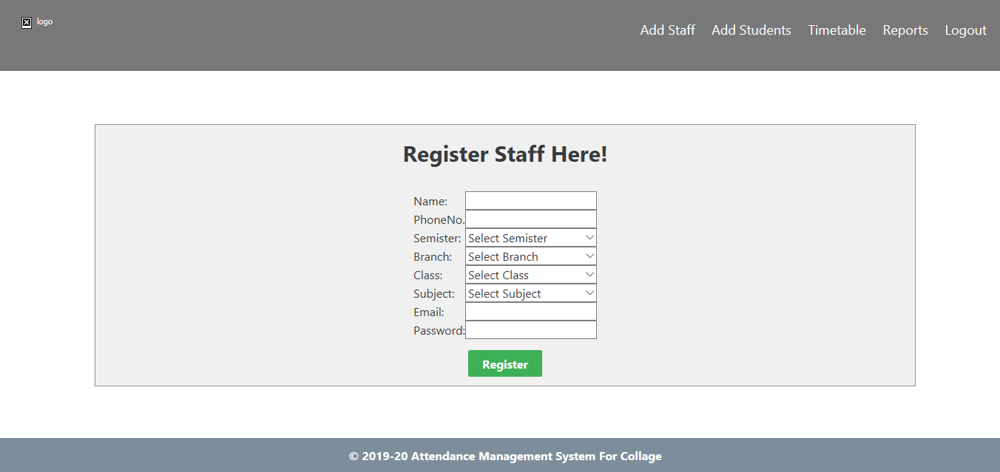 logo
Add Staff Add Students Timetable Reports Logout
Register Staff Here!
Name:
PhoneNo.
Semister: Select Semister
Branch: Select Branch
Class: Select Class
Subject: Select Subject
Email:
Password:
Register
© 2019-20 Attendance Management System For Collage